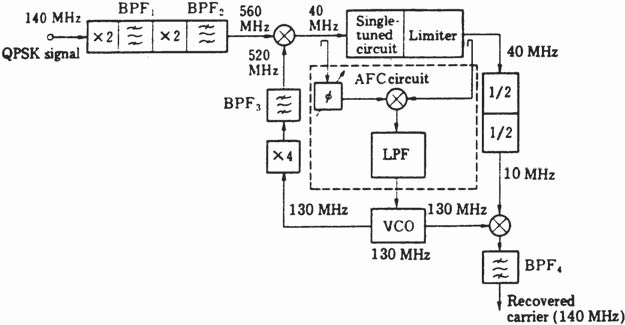 140 MHz
QPSK signal
×2
BPF₁
×2
BPF₂
560
MHz
40
MHz
Single-
tuned
circuit
Limiter
40 MHz
520
MHz
BPF₃
AFC circuit
ϕ
1/2
1/2
LPF
×4
10 MHz
130 MHz
VCO
130 MHz
130 MHz
BPF₄
Recovered
carrier (140 MHz)